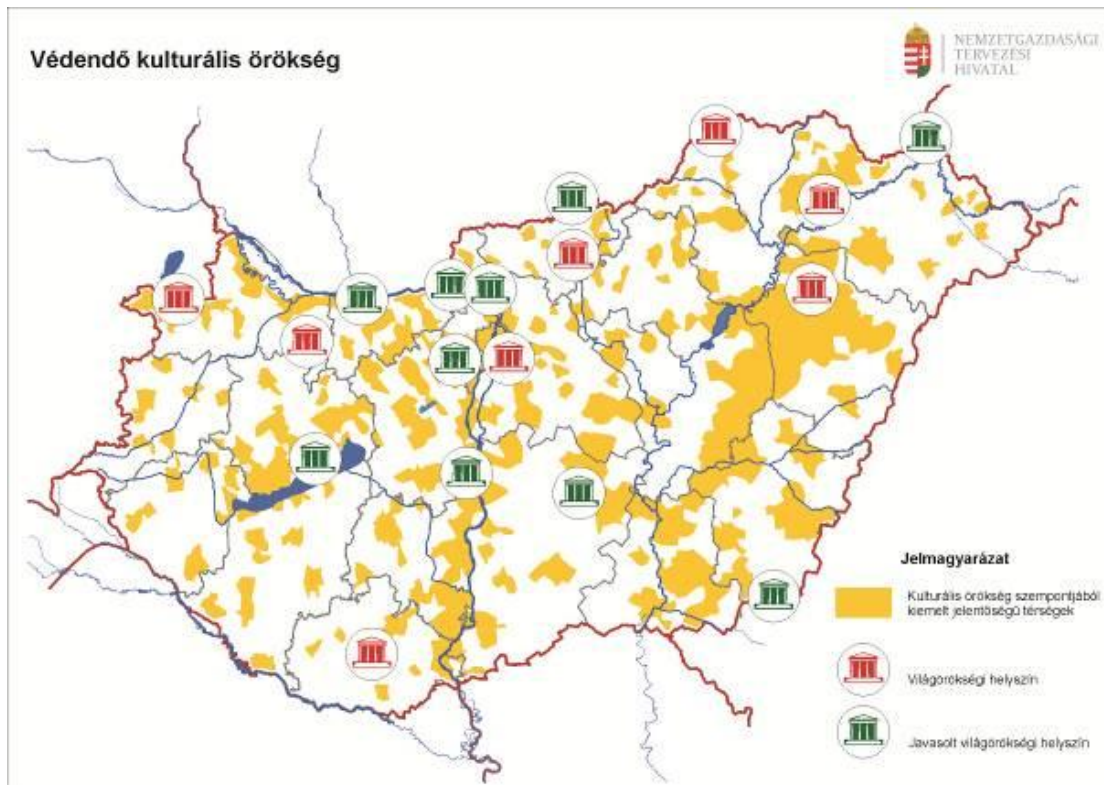 Védendő kulturális örökség
NEMZETGAZDASÁGI
TERVEZÉSI
HIVATAL
Jelmagyarázat
Kulturális örökség szempontjából
kiemelt jelentőségű térségek
Világörökségi helyszín
Javasolt világörökségi helyszín